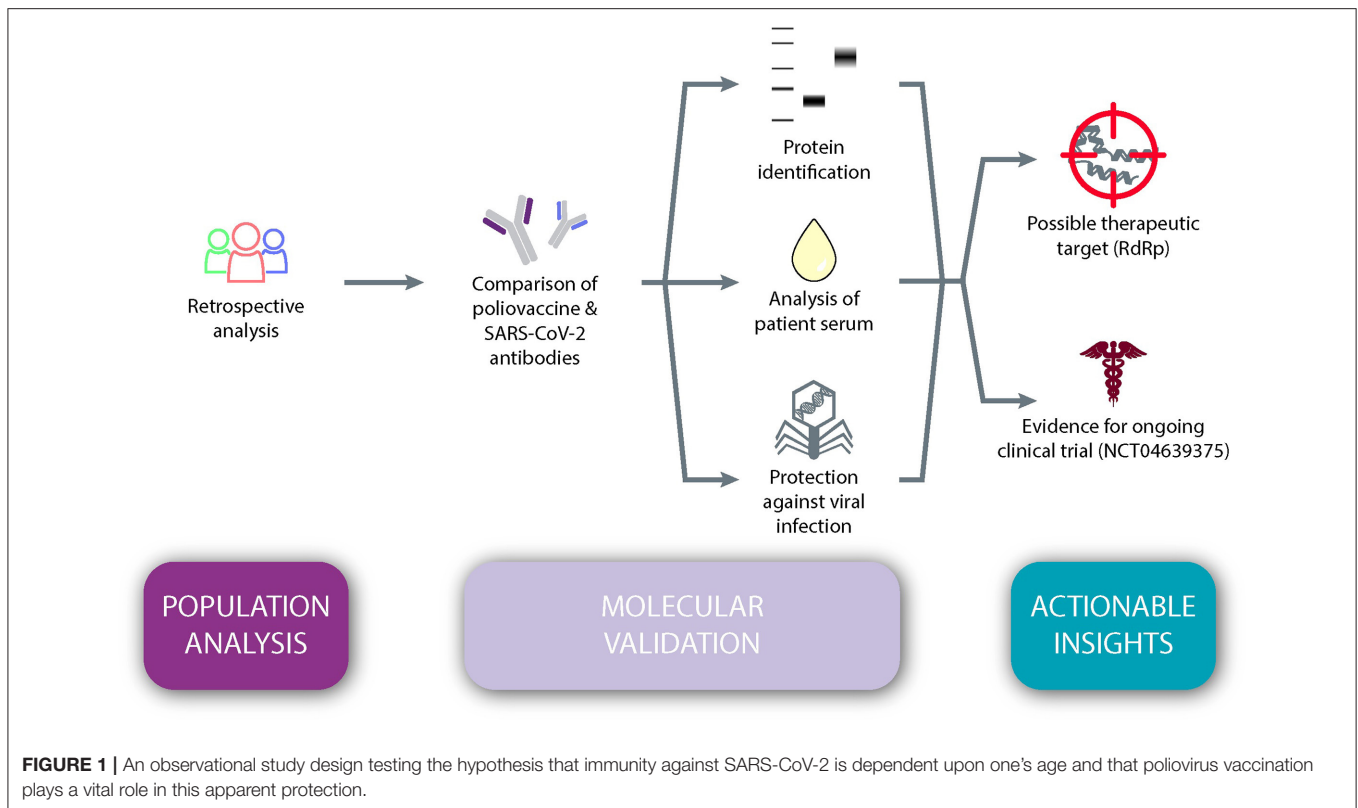 Retrospective
analysis
Comparison of
poliovaccine &
SARS-CoV-2
antibodies
Protein
identification
Analysis of
patient serum
Protection
against viral
infection
Possible therapeutic
target (RdRp)
Evidence for ongoing
clinical trial (NCT04639375)
POPULATION
ANALYSIS
MOLECULAR
VALIDATION
ACTIONABLE
INSIGHTS
FIGURE 1 | An observational study design testing the hypothesis that immunity against SARS-CoV-2 is dependent upon one’s age and that poliovirus vaccination
plays a vital role in this apparent protection.